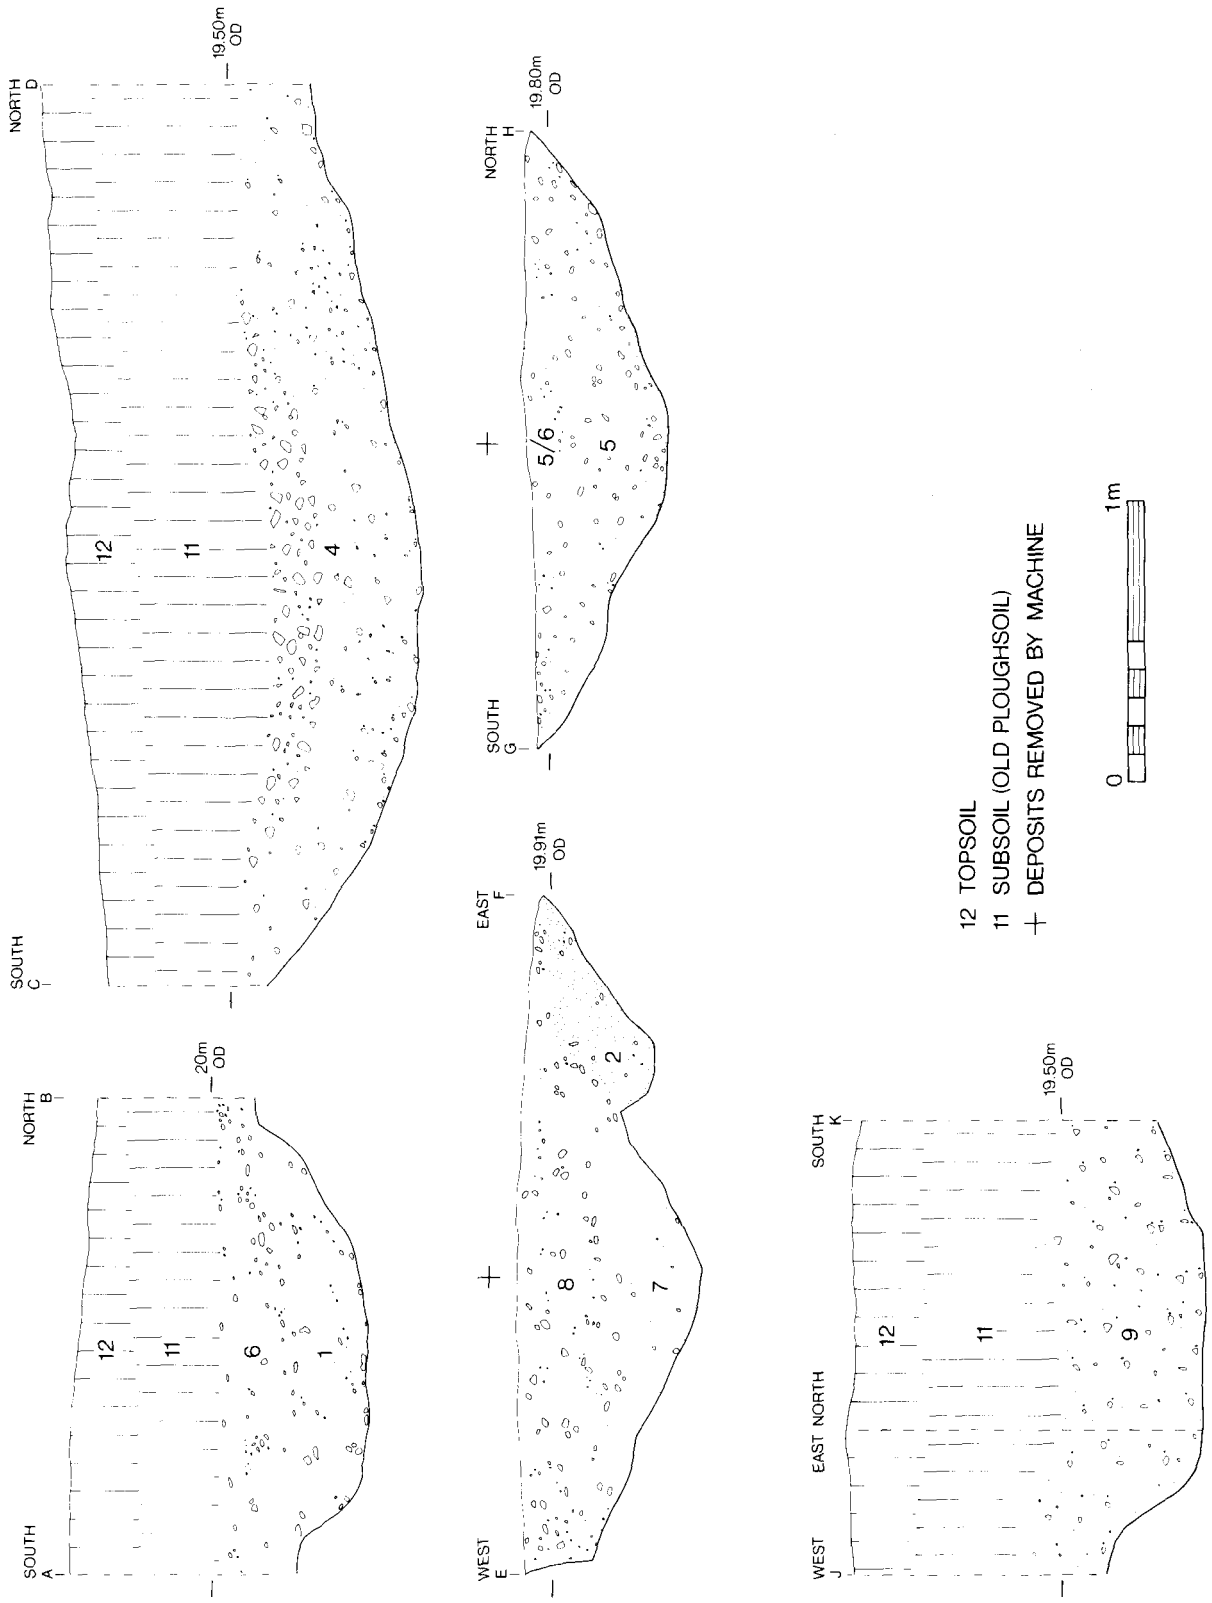 SOUTH
A
NORTH
B
20m
OD
12
11
6
1
SOUTH
C
NORTH
D
19.50m
OD
12
11
4
WEST
E
EAST
F
19.91m
OD
8
7
2
SOUTH
G
NORTH
H
19.80m
OD
5/6
5
WEST
J
EAST NORTH
SOUTH
K
19.50m
OD
12
11
9
12 TOPSOIL
11 SUBSOIL (OLD PLOUGHSOIL)
+ DEPOSITS REMOVED BY MACHINE
0
1m